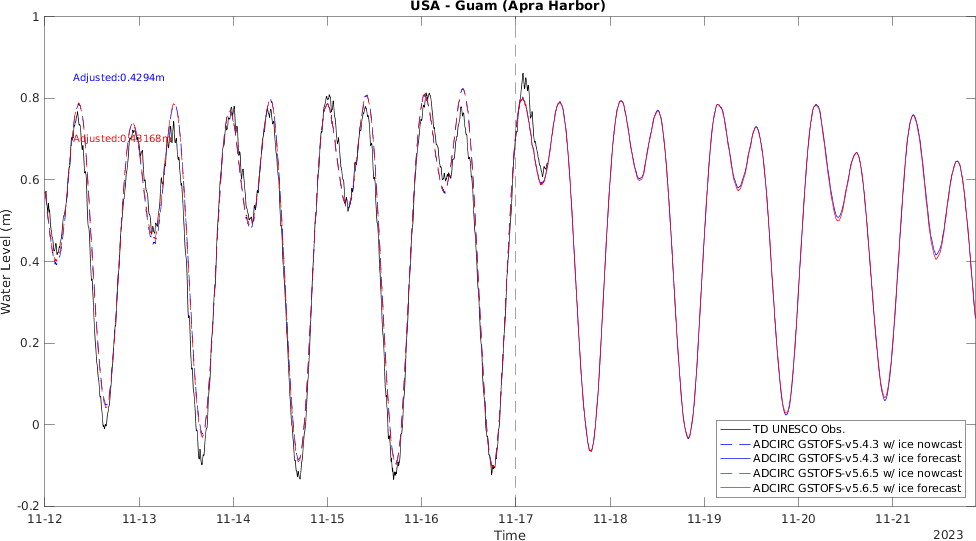 USA - Guam (Apra Harbor)
1
0.8
0.6
0.4
0.2
0
-0.2
Water Level (m)
Adjusted:0.4294m
Adjusted:0.43168m
TD UNESCO Obs.
ADCIRC GSTOFS-v5.4.3 w/ ice nowcast
ADCIRC GSTOFS-v5.4.3 w/ ice forecast
ADCIRC GSTOFS-v5.6.5 w/ ice nowcast
ADCIRC GSTOFS-v5.6.5 w/ ice forecast
11-12 11-13 11-14 11-15 11-16 11-17 11-18 11-19 11-20 11-21
Time
2023